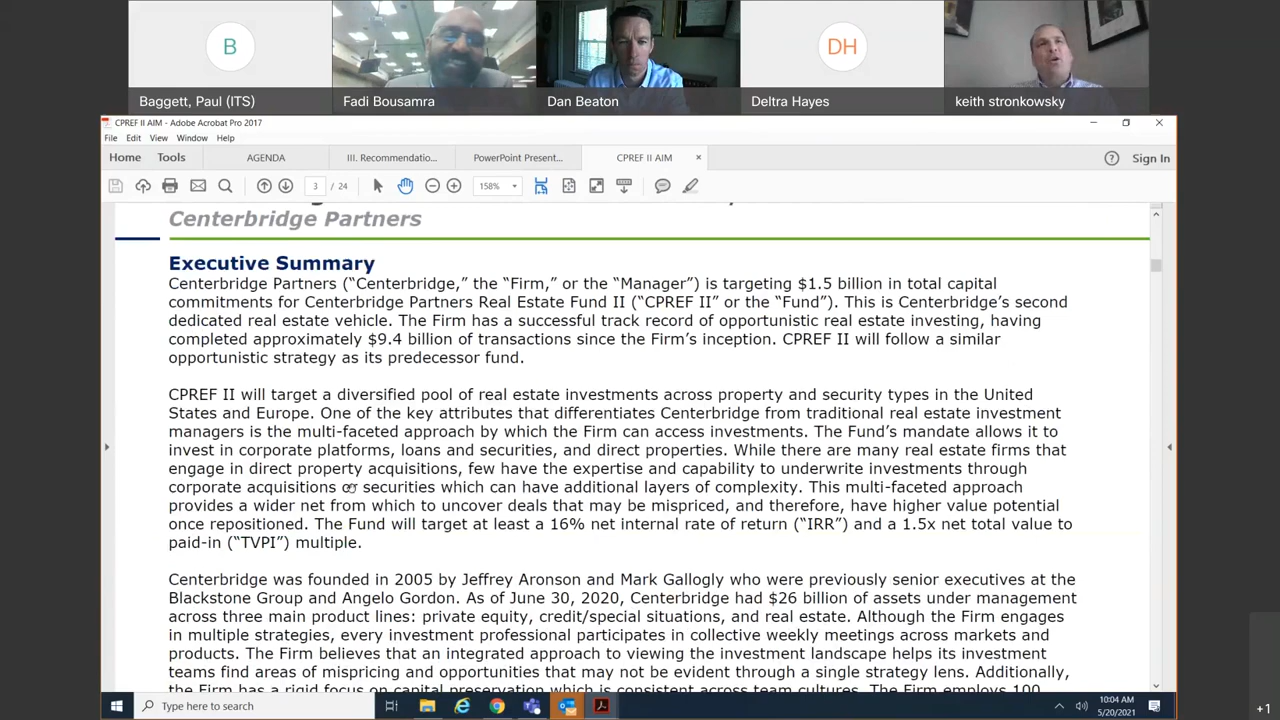 B
DH
Baggett, Paul (ITS)
Fadi Bousamra
Dan Beaton
Deltra Hayes
keith stronkowsky
CPREF II AIM - Adobe Acrobat Pro 2017
File Edit View Window Help
Home Tools AGENDA III. Recommendatio... PowerPoint Present... CPREF II AIM × Sign In
3 / 24 158%
Centerbridge Partners
Executive Summary
Centerbridge Partners (“Centerbridge,” the “Firm,” or the “Manager”) is targeting $1.5 billion in total capital
commitments for Centerbridge Partners Real Estate Fund II (“CPREF II” or the “Fund”). This is Centerbridge’s second
dedicated real estate vehicle. The Firm has a successful track record of opportunistic real estate investing, having
completed approximately $9.4 billion of transactions since the Firm’s inception. CPREF II will follow a similar
opportunistic strategy as its predecessor fund.
CPREF II will target a diversified pool of real estate investments across property and security types in the United
States and Europe. One of the key attributes that differentiates Centerbridge from traditional real estate investment
managers is the multi-faceted approach by which the Firm can access investments. The Fund’s mandate allows it to
invest in corporate platforms, loans and securities, and direct properties. While there are many real estate firms that
engage in direct property acquisitions, few have the expertise and capability to underwrite investments through
corporate acquisitions or securities which can have additional layers of complexity. This multi-faceted approach
provides a wider net from which to uncover deals that may be mispriced, and therefore, have higher value potential
once repositioned. The Fund will target at least a 16% net internal rate of return (“IRR”) and a 1.5x net total value to
paid-in (“TVPI”) multiple.
Centerbridge was founded in 2005 by Jeffrey Aronson and Mark Gallogly who were previously senior executives at the
Blackstone Group and Angelo Gordon. As of June 30, 2020, Centerbridge had $26 billion of assets under management
across three main product lines: private equity, credit/special situations, and real estate. Although the Firm engages
in multiple strategies, every investment professional participates in collective weekly meetings across markets and
products. The Firm believes that an integrated approach to viewing the investment landscape helps its investment
teams find areas of mispricing and opportunities that may not be evident through a single strategy lens. Additionally,
the Firm has a rigid focus on capital preservation which is consistent across team cultures. The Firm employs 100
Type here to search
10:04 AM
5/20/2021
+1